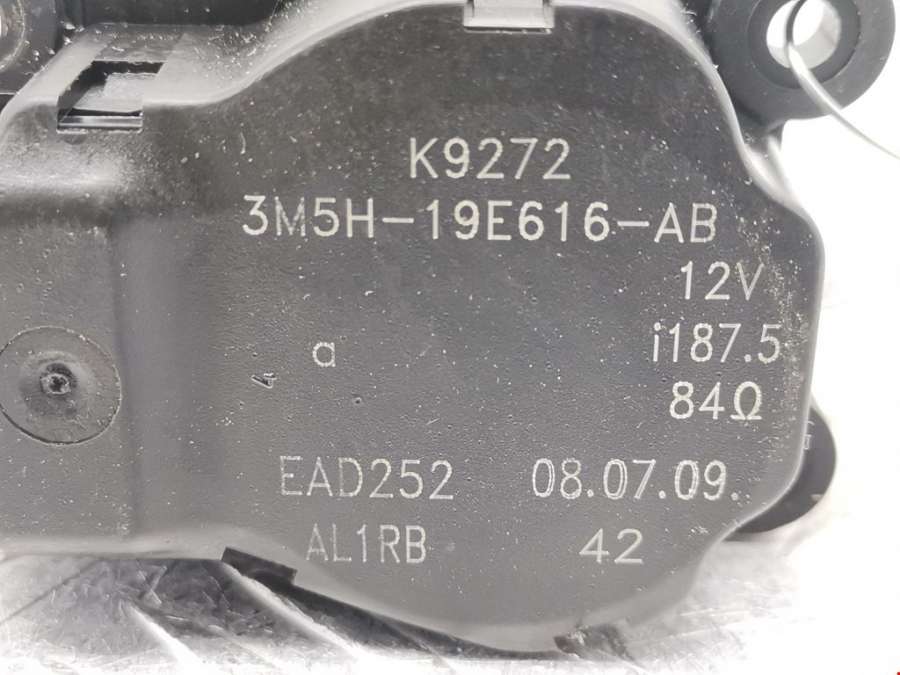 K9272
3M5H-19E616-AB
12V
a
i187.5
84Ω
EAD252 08.07.09.
AL1RB 42